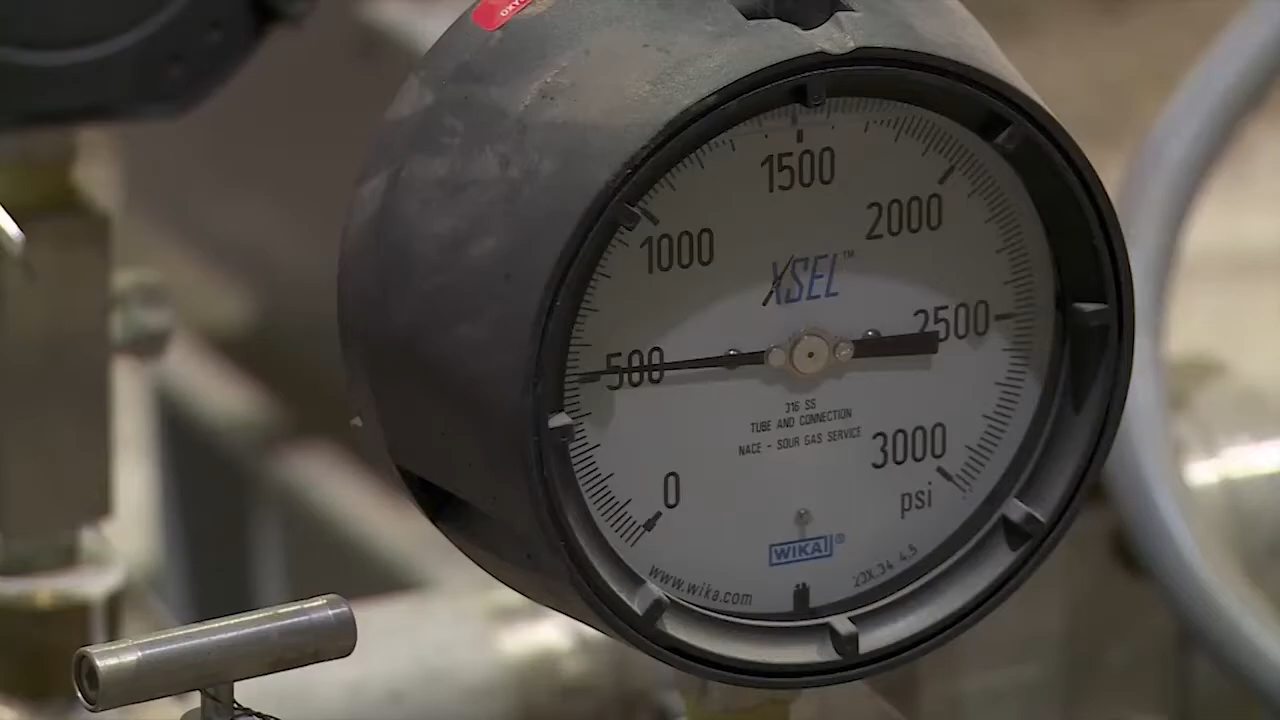 1500
2000
1000
XSEL™
2500
500
316 SS
TUBE AND CONNECTION
NACE - SOUR GAS SERVICE
3000
0
psi
WIKA®
www.wika.com